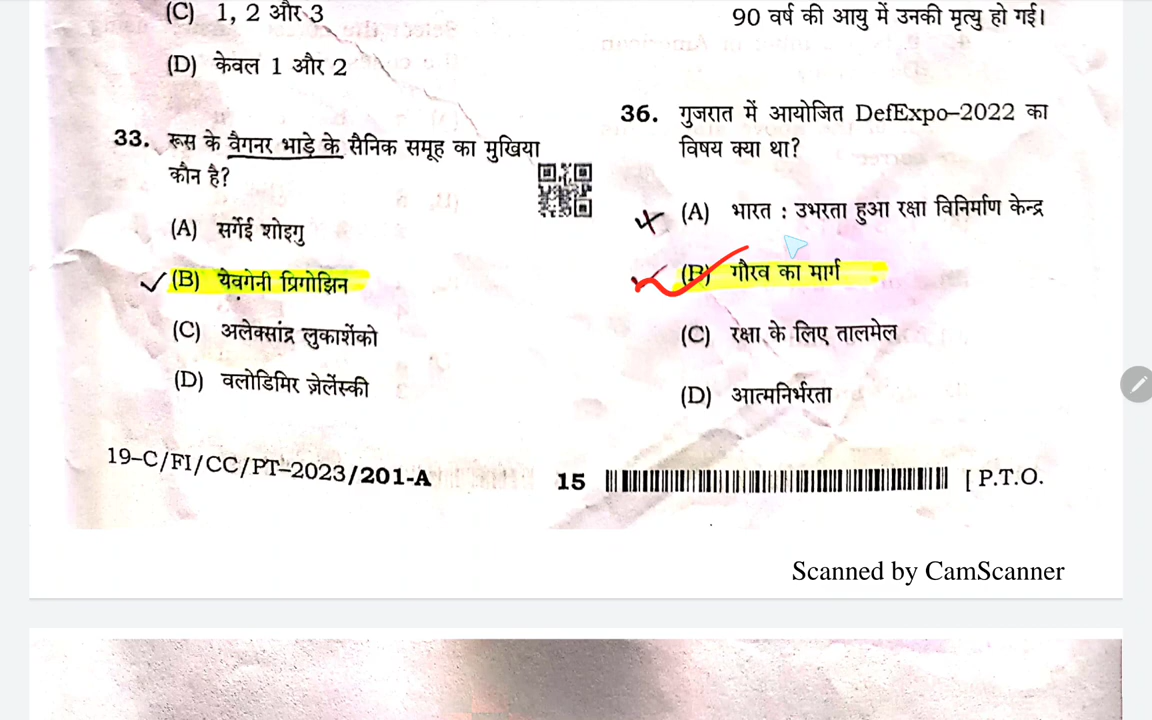 (C) 1, 2 और 3
(D) केवल 1 और 2
33. रूस के वैगनर भाड़े के सैनिक समूह का मुखिया
कौन है?
(A) सर्गेई शोइगु
(B) येवगेनी प्रिगोझिन
(C) अलेक्सांद्र लुकाशेंको
(D) वलोडिमिर ज़ेलेंस्की
19–C/FI/CC/PT–2023/201-A
90 वर्ष की आयु में उनकी मृत्यु हो गई।
36. गुजरात में आयोजित DefExpo–2022 का
विषय क्या था?
(A) भारत : उभरता हुआ रक्षा विनिर्माण केन्द्र
(B) गौरव का मार्ग
(C) रक्षा के लिए तालमेल
(D) आत्मनिर्भरता
15
[ P.T.O.
Scanned by CamScanner